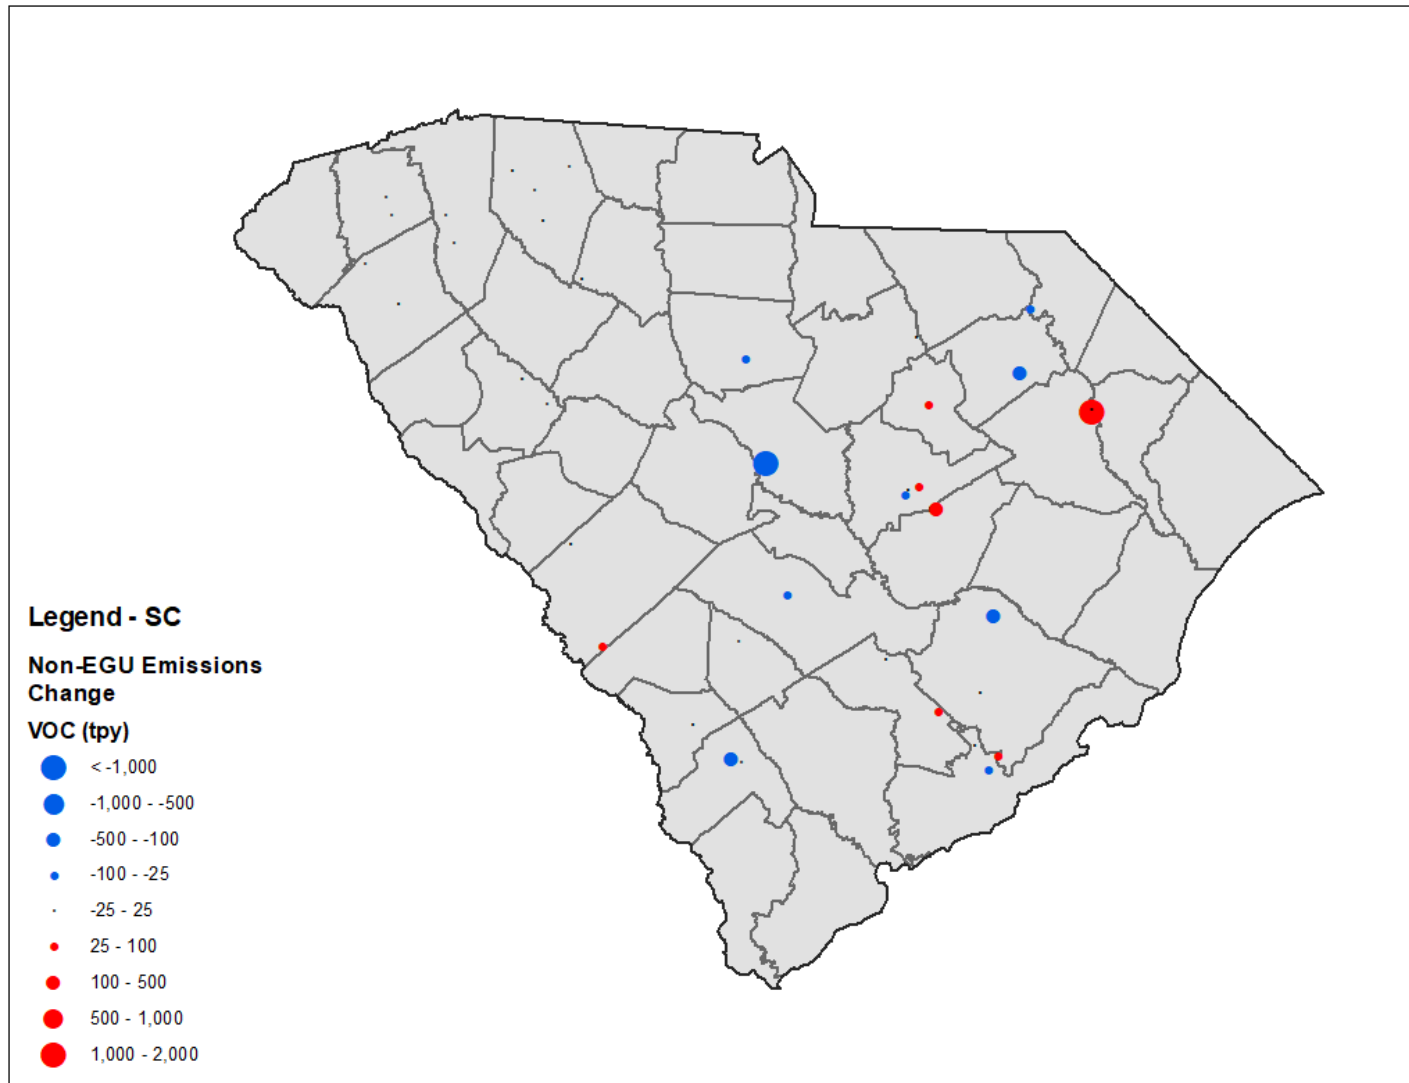 Legend - SC
Non-EGU Emissions
Change
VOC (tpy)
< -1,000
-1,000 - -500
-500 - -100
-100 - -25
-25 - 25
25 - 100
100 - 500
500 - 1,000
1,000 - 2,000